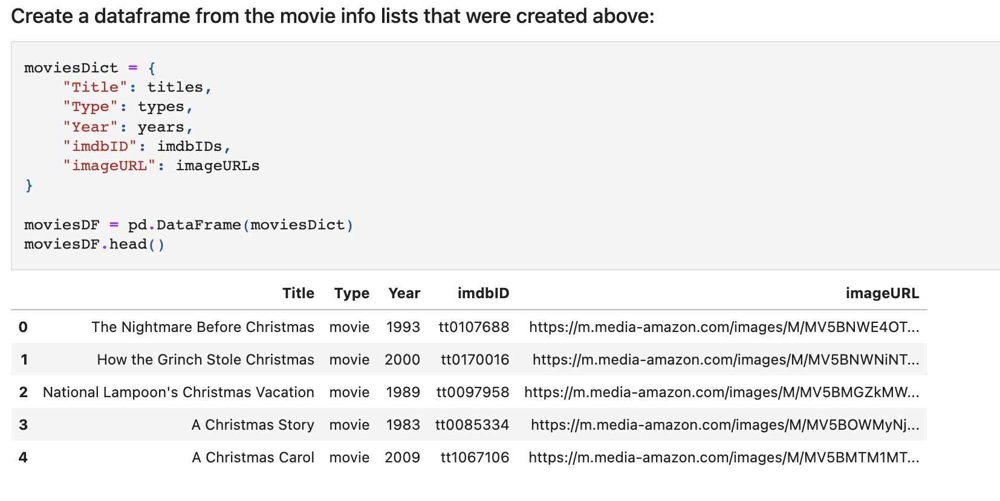 Create a dataframe from the movie info lists that were created above:
moviesDict = {
    "Title": titles,
    "Type": types,
    "Year": years,
    "imdbID": imdbIDs,
    "imageURL": imageURLs
}
moviesDF = pd.DataFrame(moviesDict)
moviesDF.head()
Title Type Year imdbID imageURL
0 The Nightmare Before Christmas movie 1993 tt0107688 https://m.media-amazon.com/images/M/MV5BNWE4OT...
1 How the Grinch Stole Christmas movie 2000 tt0170016 https://m.media-amazon.com/images/M/MV5BNWNiNT...
2 National Lampoon's Christmas Vacation movie 1989 tt0097958 https://m.media-amazon.com/images/M/MV5BMGZkMW...
3 A Christmas Story movie 1983 tt0085334 https://m.media-amazon.com/images/M/MV5BOWMyNj...
4 A Christmas Carol movie 2009 tt1067106 https://m.media-amazon.com/images/M/MV5BMTM1MT...